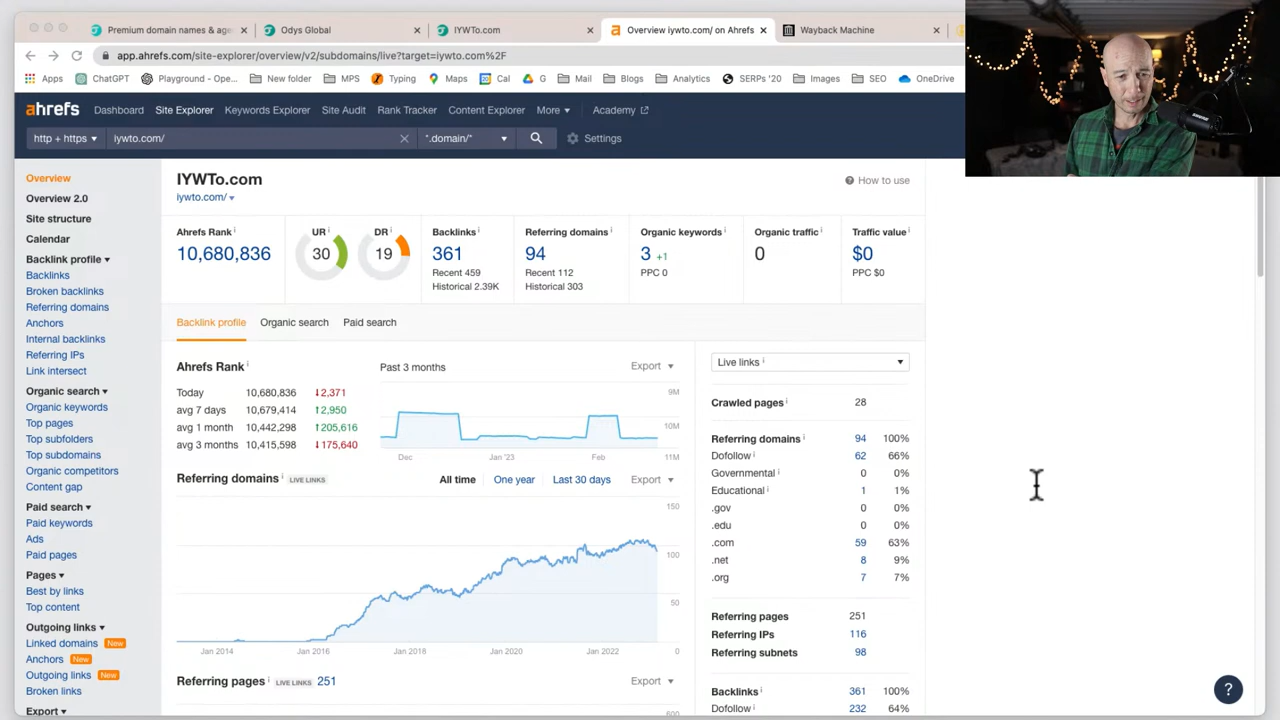 Premium domain names & age
Odys Global
IYWTo.com
Overview iywto.com/ on Ahrefs
Wayback Machine
app.ahrefs.com/site-explorer/overview/v2/subdomains/live?target=iywto.com%2F
Apps
ChatGPT
Playground - Ope...
New folder
MPS
Typing
Maps
Cal
G
Mail
Blogs
Analytics
SERPs '20
Images
SEO
OneDrive
ahrefs
Dashboard
Site Explorer
Keywords Explorer
Site Audit
Rank Tracker
Content Explorer
More
Academy
http + https
iywto.com/
*.domain/*
Settings
Overview
Overview 2.0
Site structure
Calendar
Backlink profile
Backlinks
Broken backlinks
Referring domains
Anchors
Internal backlinks
Referring IPs
Link intersect
Organic search
Organic keywords
Top pages
Top subfolders
Top subdomains
Organic competitors
Content gap
Paid search
Paid keywords
Ads
Paid pages
Pages
Best by links
Top content
Outgoing links
Linked domains New
Anchors New
Outgoing links New
Broken links
Export
IYWTo.com
How to use
iywto.com/
Ahrefs Rank
10,680,836
UR
30
DR
19
Backlinks
361
Recent 459
Historical 2.39K
Referring domains
94
Recent 112
Historical 303
Organic keywords
3 +1
PPC 0
Organic traffic
0
Traffic value
$0
PPC $0
Backlink profile
Organic search
Paid search
Ahrefs Rank
Past 3 months
Export
Today 10,680,836 ↓2,371
avg 7 days 10,679,414 ↑2,950
avg 1 month 10,442,298 ↑205,616
avg 3 months 10,415,598 ↓175,640
9M
10M
11M
Dec Jan '23 Feb
Referring domains LIVE LINKS
All time One year Last 30 days Export
150
100
50
0
Jan 2014 Jan 2016 Jan 2018 Jan 2020 Jan 2022
Referring pages LIVE LINKS 251
Export
600
Live links
Crawled pages 28
Referring domains 94 100%
Dofollow 62 66%
Governmental 0 0%
Educational 1 1%
.gov 0 0%
.edu 0 0%
.com 59 63%
.net 8 9%
.org 7 7%
Referring pages 251
Referring IPs 116
Referring subnets 98
Backlinks 361 100%
Dofollow 232 64%
?